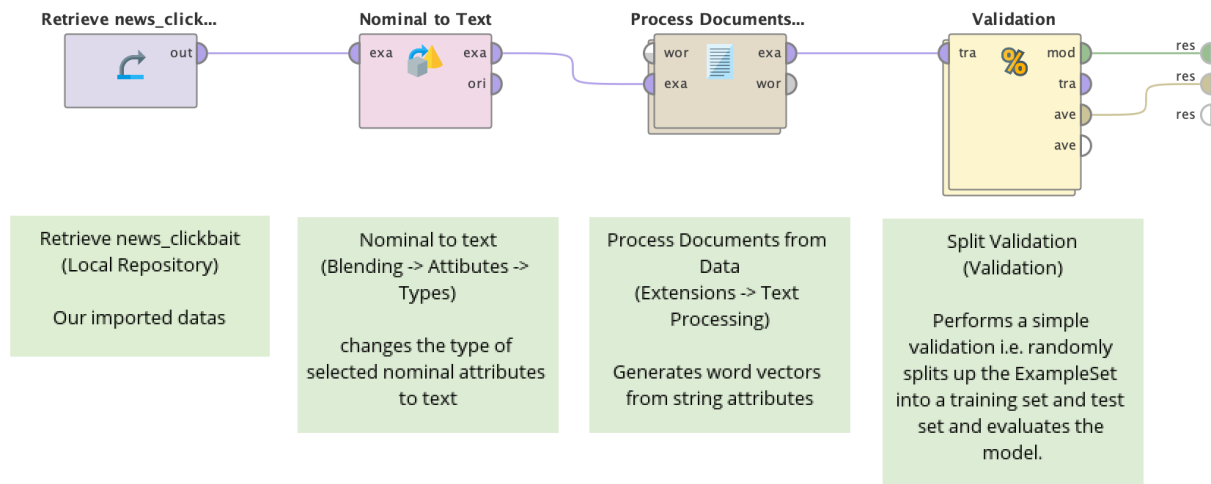 Retrieve news_click...
Nominal to Text
Process Documents...
Validation
out
exa
exa
ori
wor
exa
exa
wor
tra
mod
tra
ave
ave
res
res
res
%
Retrieve news_clickbait
(Local Repository)
Our imported datas
Nominal to text
(Blending -> Attibutes ->
Types)
changes the type of
selected nominal attributes
to text
Process Documents from
Data
(Extensions -> Text
Processing)
Generates word vectors
from string attributes
Split Validation
(Validation)
Performs a simple
validation i.e. randomly
splits up the ExampleSet
into a training set and test
set and evaluates the
model.